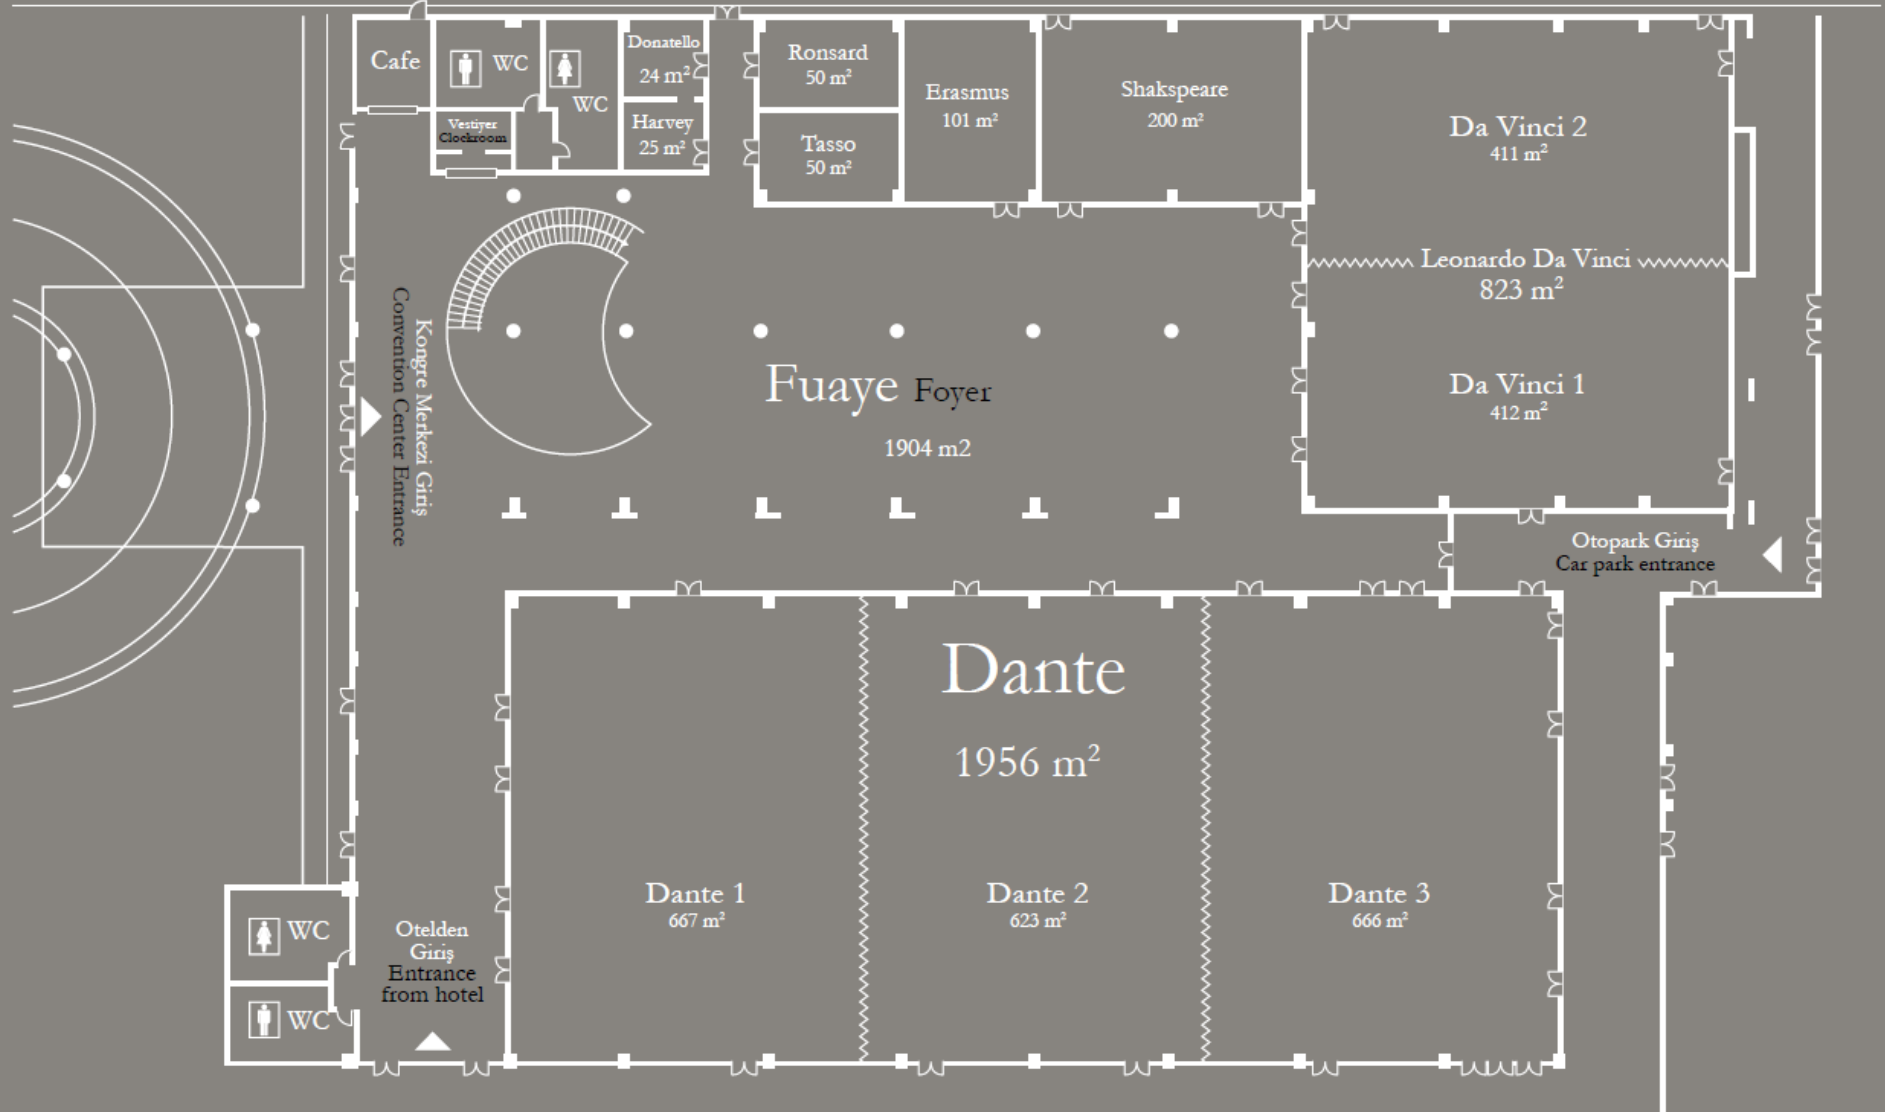 Cafe
WC
WC
Vestiyer
Clockroom
Donatello
24 m²
Harvey
25 m²
Ronsard
50 m²
Tasso
50 m²
Erasmus
101 m²
Shakspeare
200 m²
Da Vinci 2
411 m²
Leonardo Da Vinci
823 m²
Da Vinci 1
412 m²
Kongre Merkezi Giriş
Convention Center Entrance
Fuaye Foyer
1904 m2
Otopark Giriş
Car park entrance
Dante
1956 m²
Dante 1
667 m²
Dante 2
623 m²
Dante 3
666 m²
WC
WC
Otelden
Giriş
Entrance
from hotel